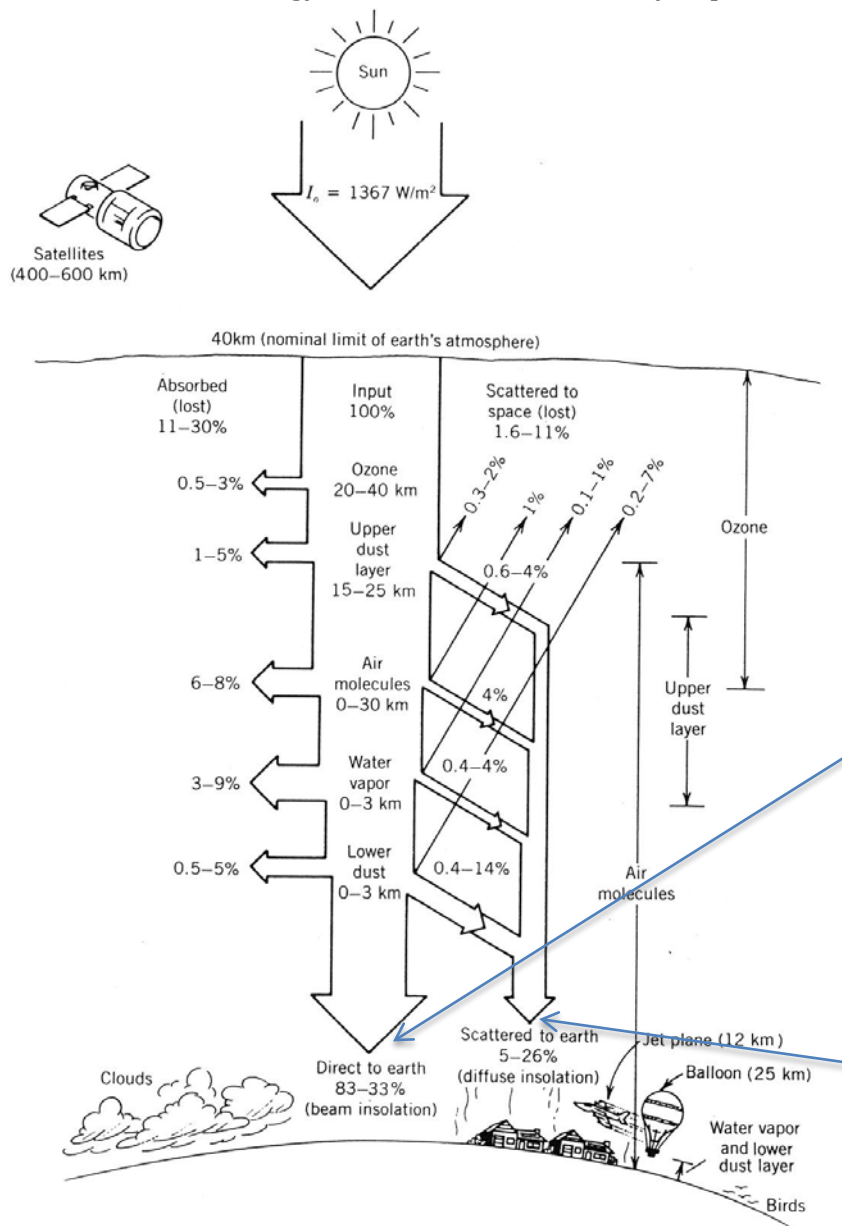 Sun
I₀ = 1367 W/m²
Satellites
(400–600 km)
40km (nominal limit of earth's atmosphere)
Absorbed
(lost)
11–30%
Input
100%
Scattered to
space (lost)
1.6–11%
0.3–2%
1%
0.1–1%
0.2–7%
0.5–3%
Ozone
20–40 km
Ozone
1–5%
Upper
dust
layer
15–25 km
0.6–4%
6–8%
Air
molecules
0–30 km
4%
Upper
dust
layer
3–9%
Water
vapor
0–3 km
0.4–4%
0.5–5%
Lower
dust
0–3 km
0.4–14%
Air
molecules
Direct to earth
83–33%
(beam insolation)
Scattered to earth
5–26%
(diffuse insolation)
Jet plane (12 km)
Balloon (25 km)
Clouds
Water vapor
and lower
dust layer
Birds